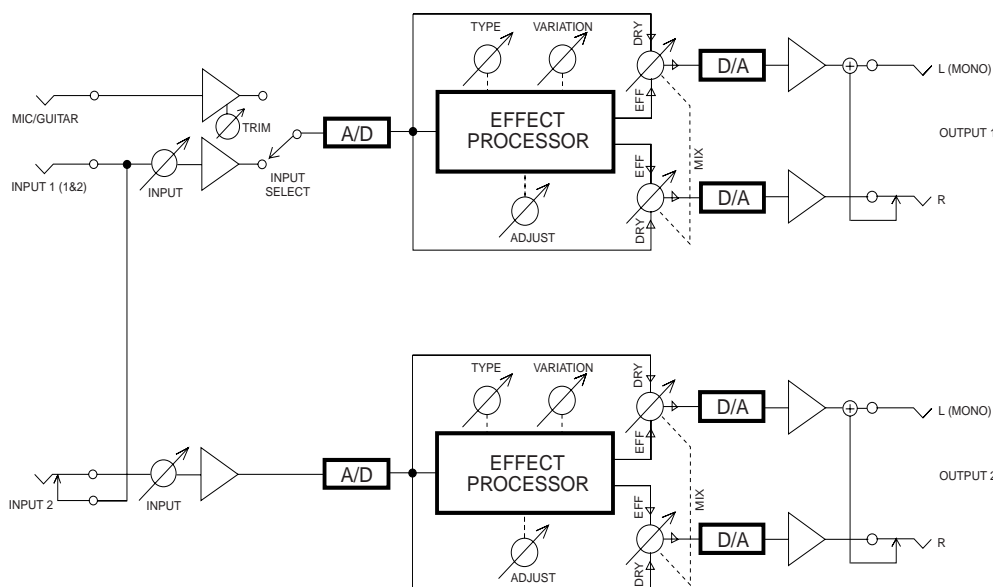 TYPE
VARIATION
DRY
D/A
L (MONO)
MIC/GUITAR
TRIM
A/D
EFFECT
PROCESSOR
EFF
OUTPUT 1
INPUT 1 (1&2)
INPUT
INPUT
SELECT
EFF
MIX
D/A
R
ADJUST
DRY
TYPE
VARIATION
DRY
D/A
L (MONO)
INPUT 2
INPUT
A/D
EFFECT
PROCESSOR
EFF
OUTPUT 2
EFF
MIX
D/A
R
ADJUST
DRY